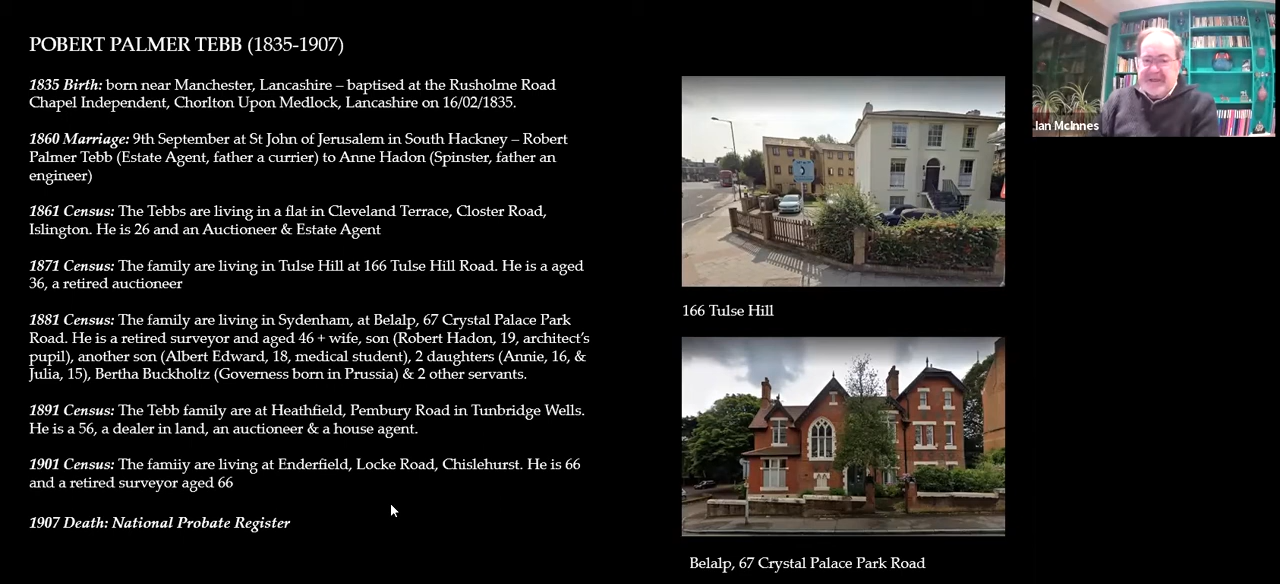 POBERT PALMER TEBB (1835-1907)
1835 Birth: born near Manchester, Lancashire – baptised at the Rusholme Road
Chapel Independent, Chorlton Upon Medlock, Lancashire on 16/02/1835.
1860 Marriage: 9th September at St John of Jerusalem in South Hackney – Robert
Palmer Tebb (Estate Agent, father a currier) to Anne Hadon (Spinster, father an
engineer)
1861 Census: The Tebbs are living in a flat in Cleveland Terrace, Closter Road,
Islington. He is 26 and an Auctioneer & Estate Agent
1871 Census: The family are living in Tulse Hill at 166 Tulse Hill Road. He is a aged
36, a retired auctioneer
1881 Census: The family are living in Sydenham, at Belalp, 67 Crystal Palace Park
Road. He is a retired surveyor and aged 46 + wife, son (Robert Hadon, 19, architect's
pupil), another son (Albert Edward, 18, medical student), 2 daughters (Annie, 16, &
Julia, 15), Bertha Buckholtz (Governess born in Prussia) & 2 other servants.
1891 Census: The Tebb family are at Heathfield, Pembury Road in Tunbridge Wells.
He is a 56, a dealer in land, an auctioneer & a house agent.
1901 Census: The famiiy are living at Enderfield, Locke Road, Chislehurst. He is 66
and a retired surveyor aged 66
1907 Death: National Probate Register
166 Tulse Hill
Belalp, 67 Crystal Palace Park Road
Ian McInnes